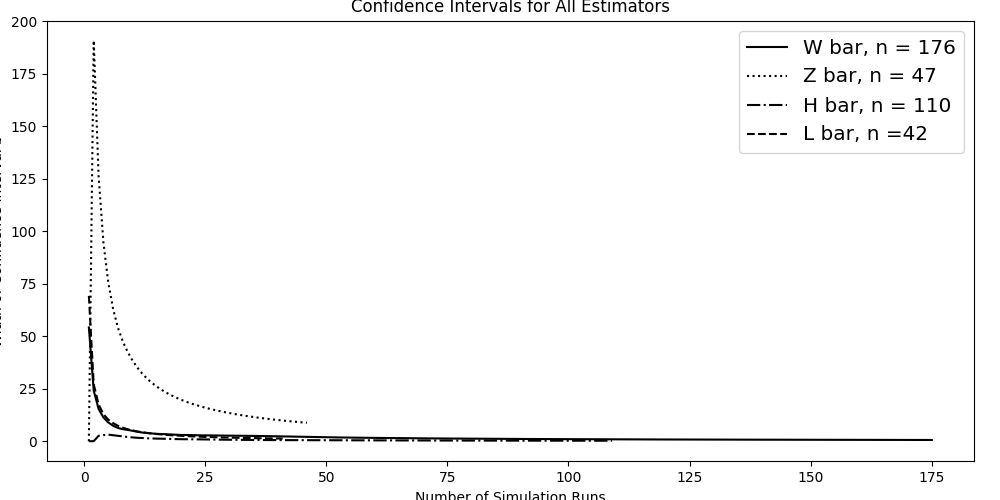 Confidence Intervals for All Estimators
200
175
150
125
100
75
50
25
0
W bar, n = 176
Z bar, n = 47
H bar, n = 110
L bar, n =42
0 25 50 75 100 125 150 175
Number of Simulation Runs